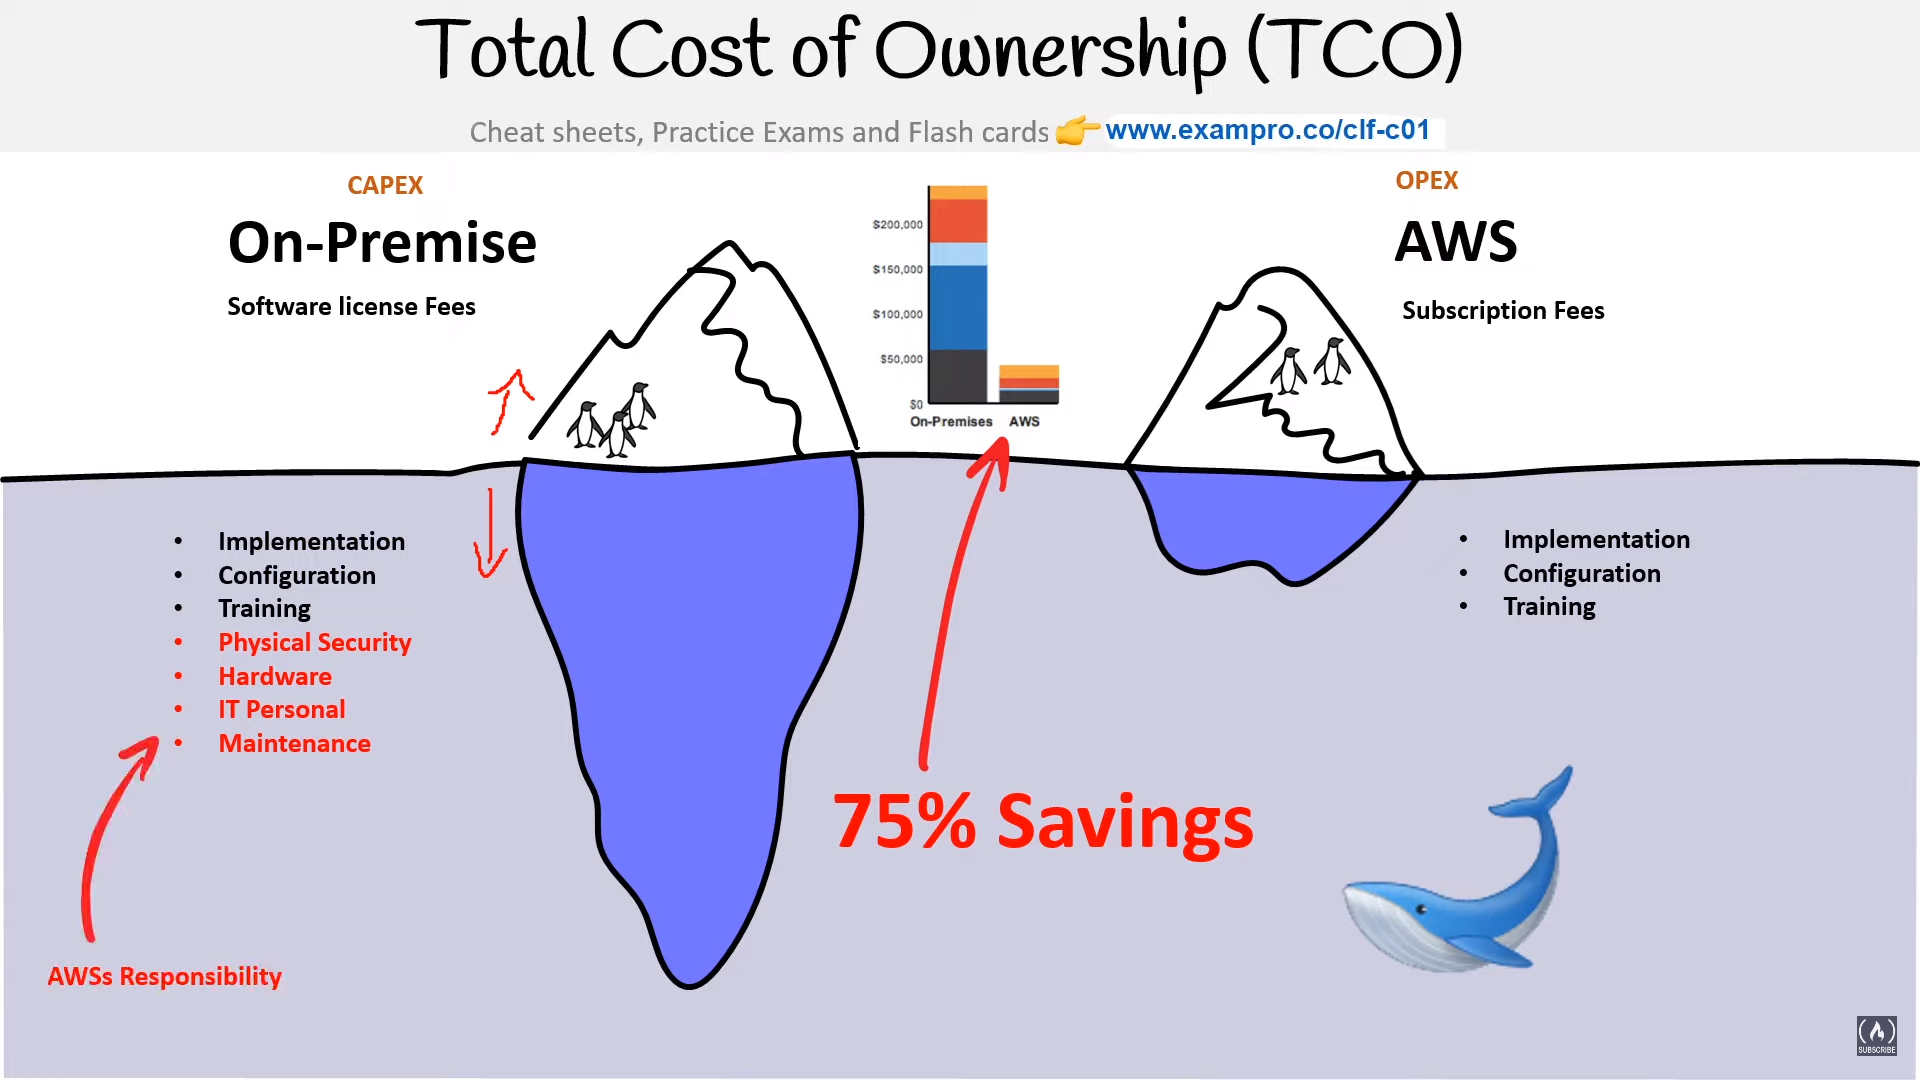 Total Cost of Ownership (TCO)
Cheat sheets, Practice Exams and Flash cards www.exampro.co/clf-c01
CAPEX
On-Premise
Software license Fees
$200,000
$150,000
$100,000
$50,000
$0
On-Premises AWS
OPEX
AWS
Subscription Fees
• Implementation
• Configuration
• Training
• Physical Security
• Hardware
• IT Personal
• Maintenance
AWSs Responsibility
75% Savings
• Implementation
• Configuration
• Training
SUBSCRIBE